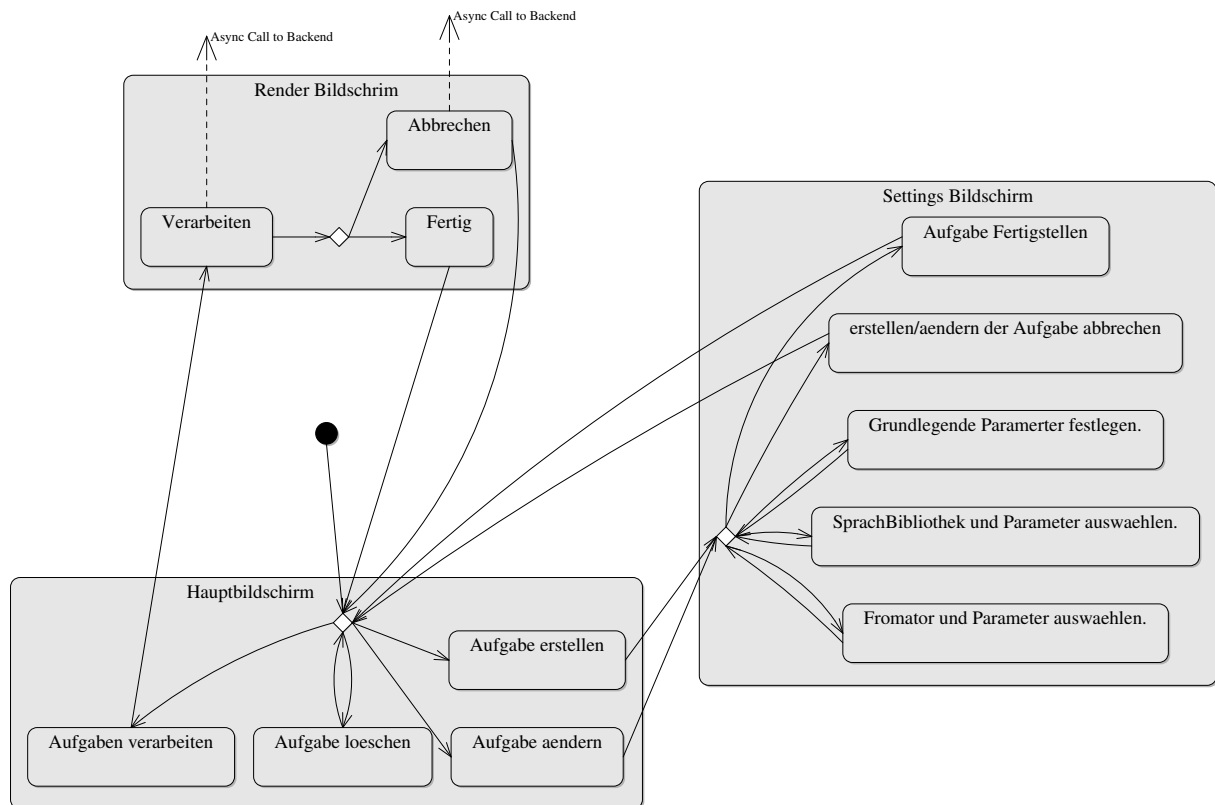 Async Call to Backend
Async Call to Backend
Render Bildschrim
Abbrechen
Verarbeiten
Fertig
Settings Bildschirm
Aufgabe Fertigstellen
erstellen/aendern der Aufgabe abbrechen
Grundlegende Paramerter festlegen.
SprachBibliothek und Parameter auswaehlen.
Fromator und Parameter auswaehlen.
Hauptbildschirm
Aufgabe erstellen
Aufgaben verarbeiten
Aufgabe loeschen
Aufgabe aendern